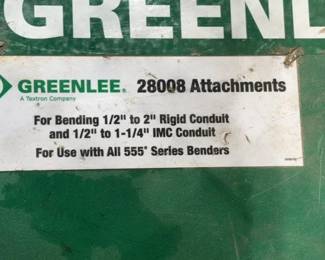 GREENL
GREENLEE® 28008 Attachments
A Textron Company
For Bending 1/2" to 2" Rigid Conduit
and 1/2" to 1-1/4" IMC Conduit
For Use with All 555® Series Benders